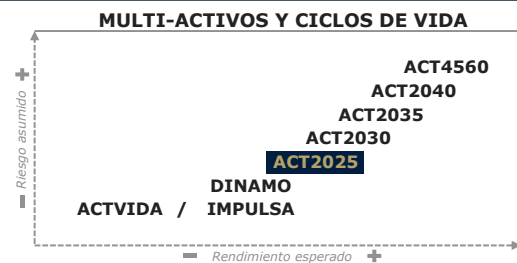 MULTI-ACTIVOS Y CICLOS DE VIDA
Riesgo asumido
ACT4560
ACT2040
ACT2035
ACT2030
ACT2025
DINAMO
ACTVIDA / IMPULSA
Rendimiento esperado